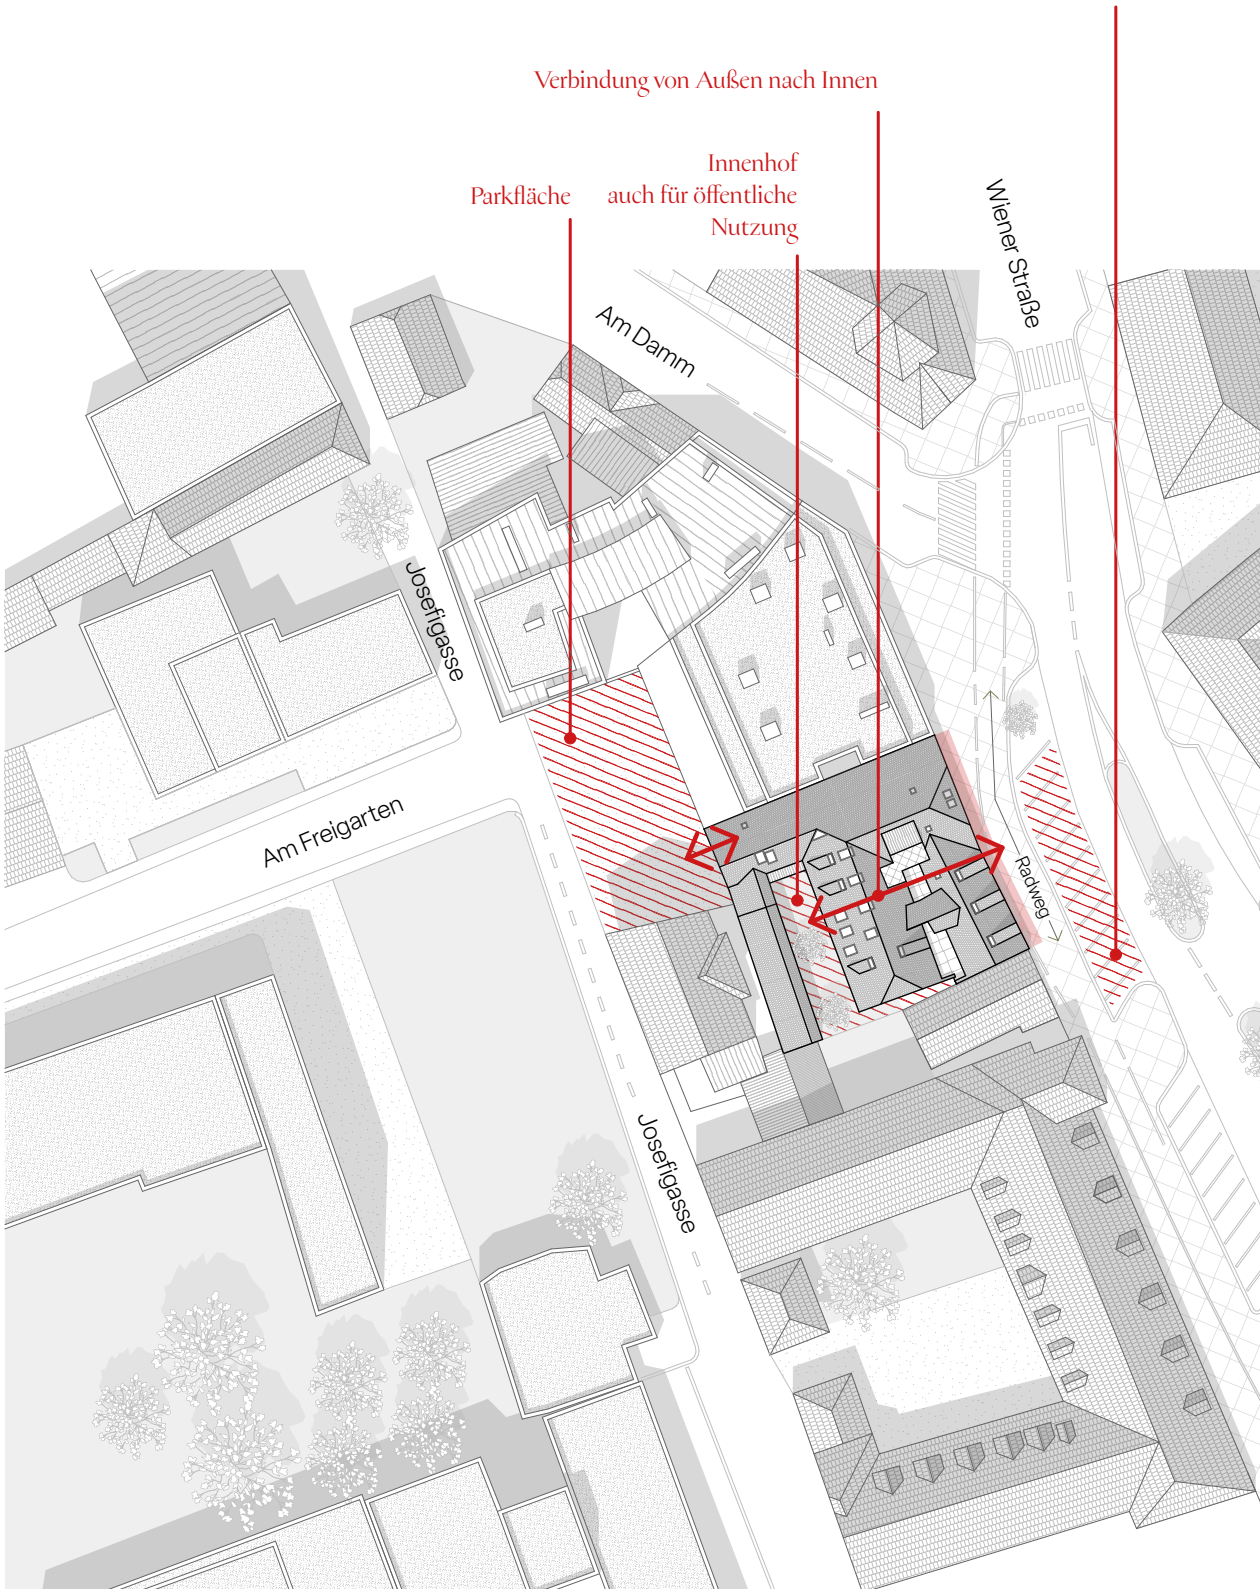 Verbindung von Außen nach Innen
Innenhof
auch für öffentliche
Nutzung
Parkfläche
Wiener Straße
Am Damm
Josefigasse
Am Freigarten
Radweg
Josefigasse